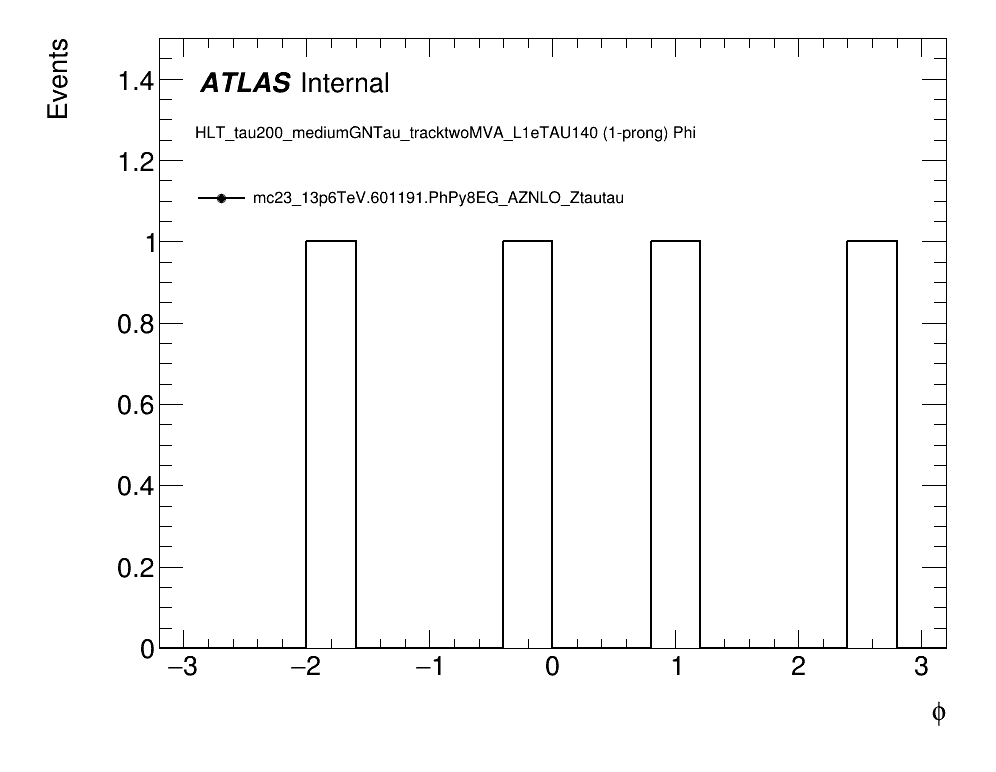 Events
ATLAS Internal
HLT_tau200_mediumGNTau_tracktwoMVA_L1eTAU140 (1-prong) Phi
mc23_13p6TeV.601191.PhPy8EG_AZNLO_Ztautau
1.4
1.2
1
0.8
0.6
0.4
0.2
0
−3 −2 −1 0 1 2 3
ϕ